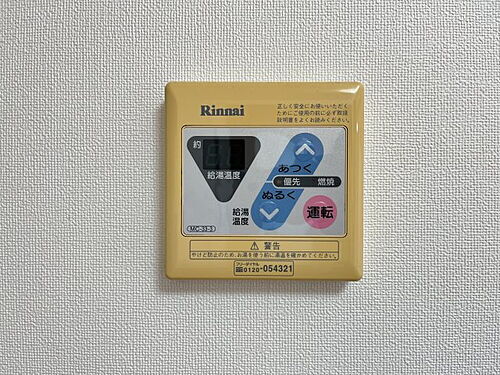 Rinnai
正しく安全にお使いいただく
ためにご使用の前に必ず取扱
説明書をよくお読みください。
約
給湯温度
あつく
優先 燃焼
ぬるく
給湯
温度
運転
⚠ 警告
やけど防止のため、お湯を使う前に湯温を確かめてください。
フリーダイヤル
0120-054321